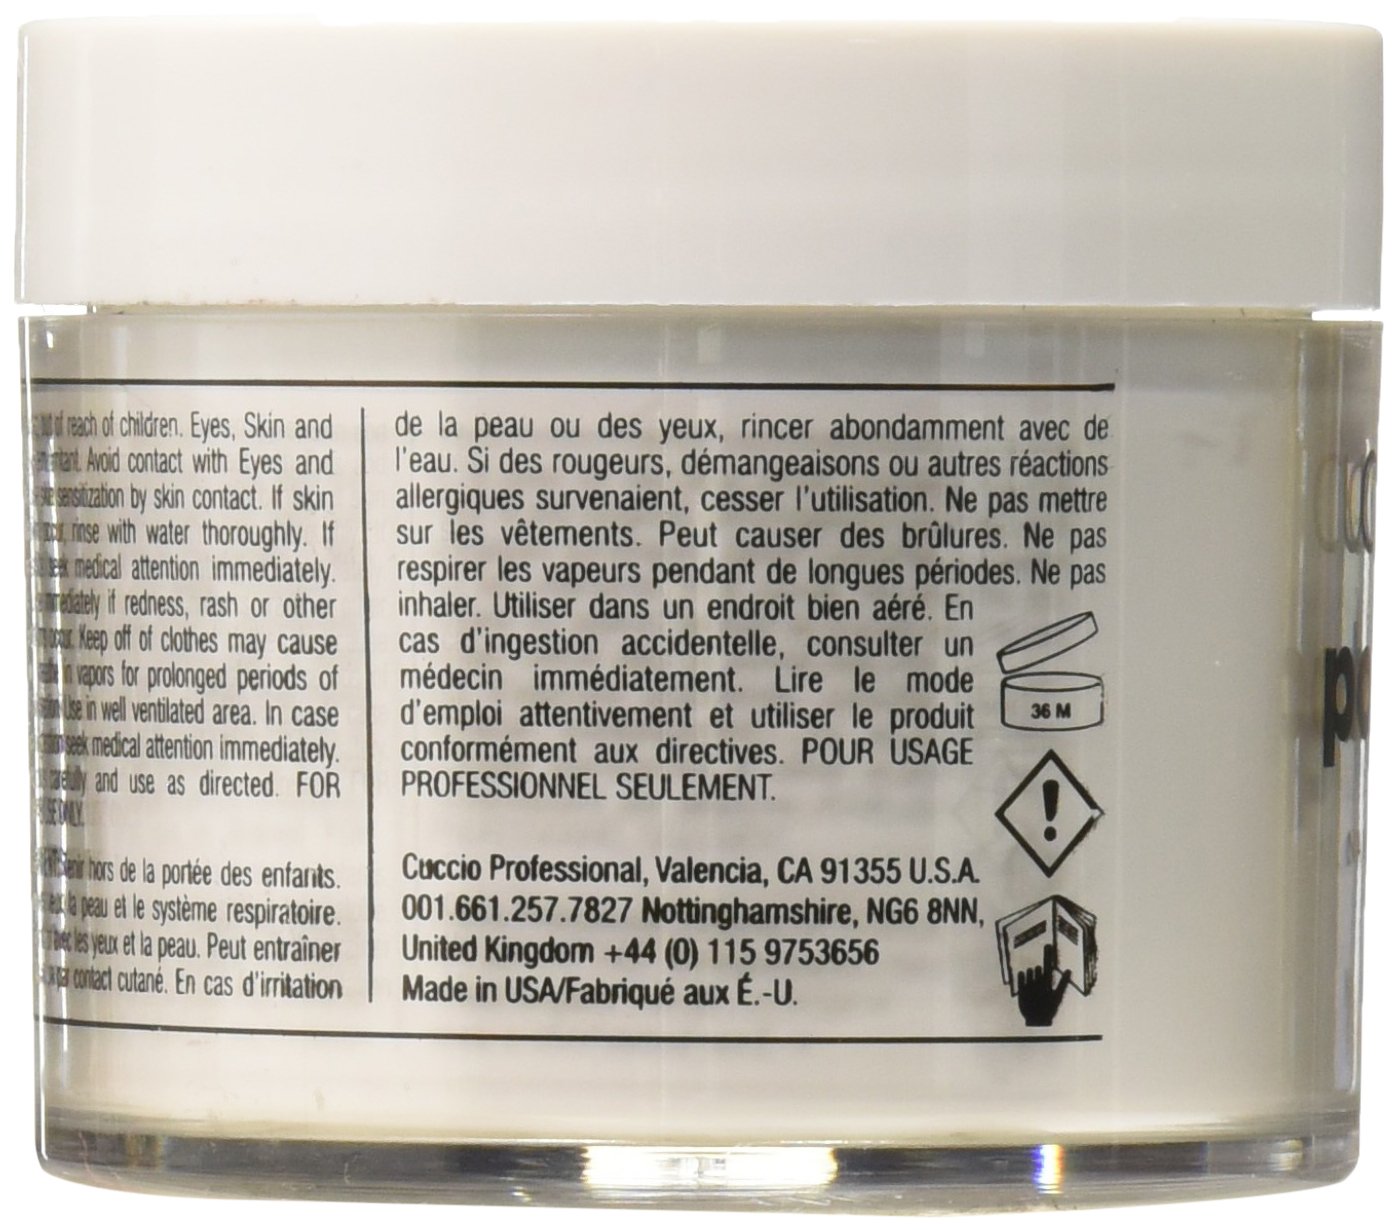 of reach of children. Eyes, Skin and
Avoid contact with Eyes and
sensitization by skin contact. If skin
occur, rinse with water thoroughly. If
seek medical attention immediately.
immediately if redness, rash or other
occur. Keep off of clothes may cause
in vapors for prolonged periods of
Use in well ventilated area. In case
seek medical attention immediately.
carefully and use as directed. FOR
USE ONLY.
Tenir hors de la portée des enfants.
la peau et le système respiratoire.
avec les yeux et la peau. Peut entraîner
par contact cutané. En cas d'irritation
de la peau ou des yeux, rincer abondamment avec de
l'eau. Si des rougeurs, démangeaisons ou autres réactions
allergiques survenaient, cesser l'utilisation. Ne pas mettre
sur les vêtements. Peut causer des brûlures. Ne pas
respirer les vapeurs pendant de longues périodes. Ne pas
inhaler. Utiliser dans un endroit bien aéré. En
cas d'ingestion accidentelle, consulter un
médecin immédiatement. Lire le mode
d'emploi attentivement et utiliser le produit
conformément aux directives. POUR USAGE
PROFESSIONNEL SEULEMENT.
Cuccio Professional, Valencia, CA 91355 U.S.A.
001.661.257.7827 Nottinghamshire, NG6 8NN,
United Kingdom +44 (0) 115 9753656
Made in USA/Fabriqué aux É.-U.
36 M